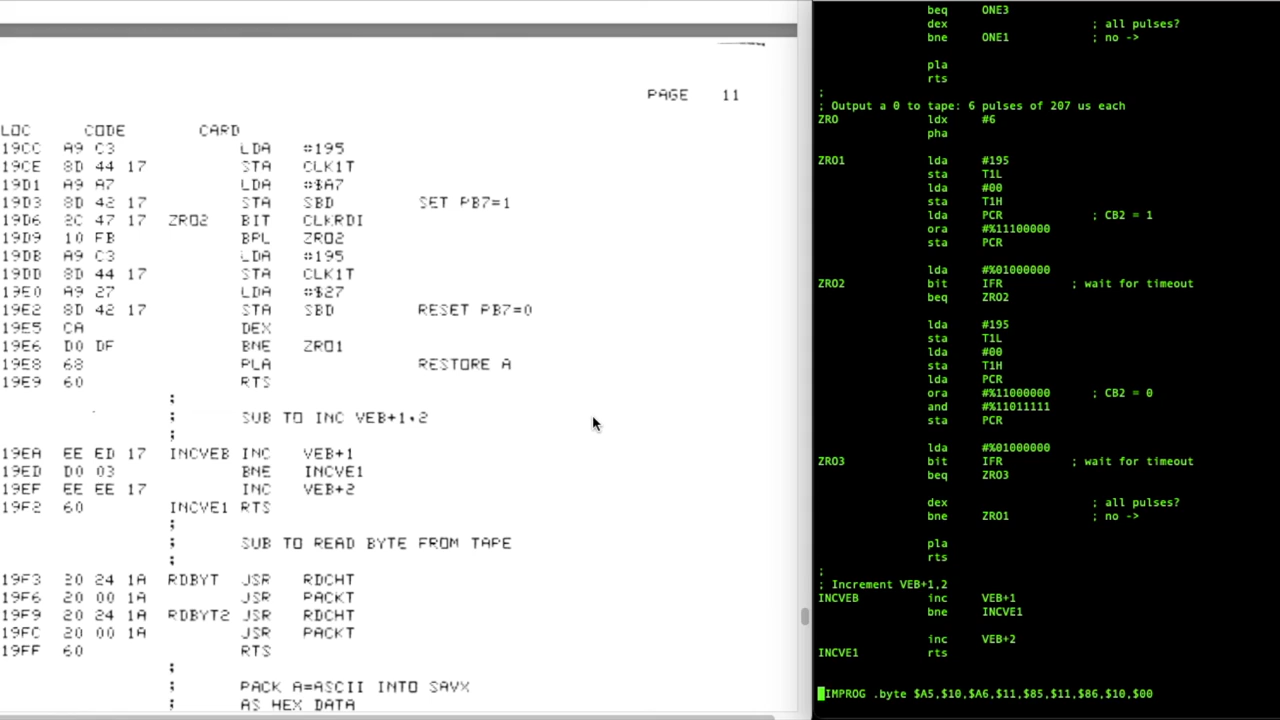 PAGE 11
LOC CODE CARD
19CC A9 C3 LDA #195
19CE 8D 44 17 STA CLK1T
19D1 A9 A7 LDA #$A7
19D3 8D 42 17 STA SBD SET PB7=1
19D6 2C 47 17 ZRO2 BIT CLKRDI
19D9 10 FB BPL ZRO2
19DB A9 C3 LDA #195
19DD 8D 44 17 STA CLK1T
19E0 A9 27 LDA #$27
19E2 8D 42 17 STA SBD RESET PB7=0
19E5 CA DEX
19E6 D0 DF BNE ZRO1
19E8 68 PLA RESTORE A
19E9 60 RTS
;
; SUB TO INC VEB+1,2
;
19EA EE ED 17 INCVEB INC VEB+1
19ED D0 03 BNE INCVE1
19EF EE EE 17 INC VEB+2
19F2 60 INCVE1 RTS
;
; SUB TO READ BYTE FROM TAPE
;
19F3 20 24 1A RDBYT JSR RDCHT
19F6 20 00 1A JSR PACKT
19F9 20 24 1A RDBYT2 JSR RDCHT
19FC 20 00 1A JSR PACKT
19FF 60 RTS
;
; PACK A=ASCII INTO SAVX
; AS HEX DATA
beq ONE3
dex ; all pulses?
bne ONE1 ; no ->
pla
rts
;
; Output a 0 to tape: 6 pulses of 207 us each
ZRO ldx #6
pha
ZRO1 lda #195
sta T1L
lda #00
sta T1H
lda PCR ; CB2 = 1
ora #%11100000
sta PCR
lda #%01000000
ZRO2 bit IFR ; wait for timeout
beq ZRO2
lda #195
sta T1L
lda #00
sta T1H
lda PCR
ora #%11000000 ; CB2 = 0
and #%11011111
sta PCR
lda #%01000000
ZRO3 bit IFR ; wait for timeout
beq ZRO3
dex ; all pulses?
bne ZRO1 ; no ->
pla
rts
;
; Increment VEB+1,2
INCVEB inc VEB+1
bne INCVE1
inc VEB+2
INCVE1 rts
IMPROG .byte $A5,$10,$A6,$11,$85,$11,$86,$10,$00